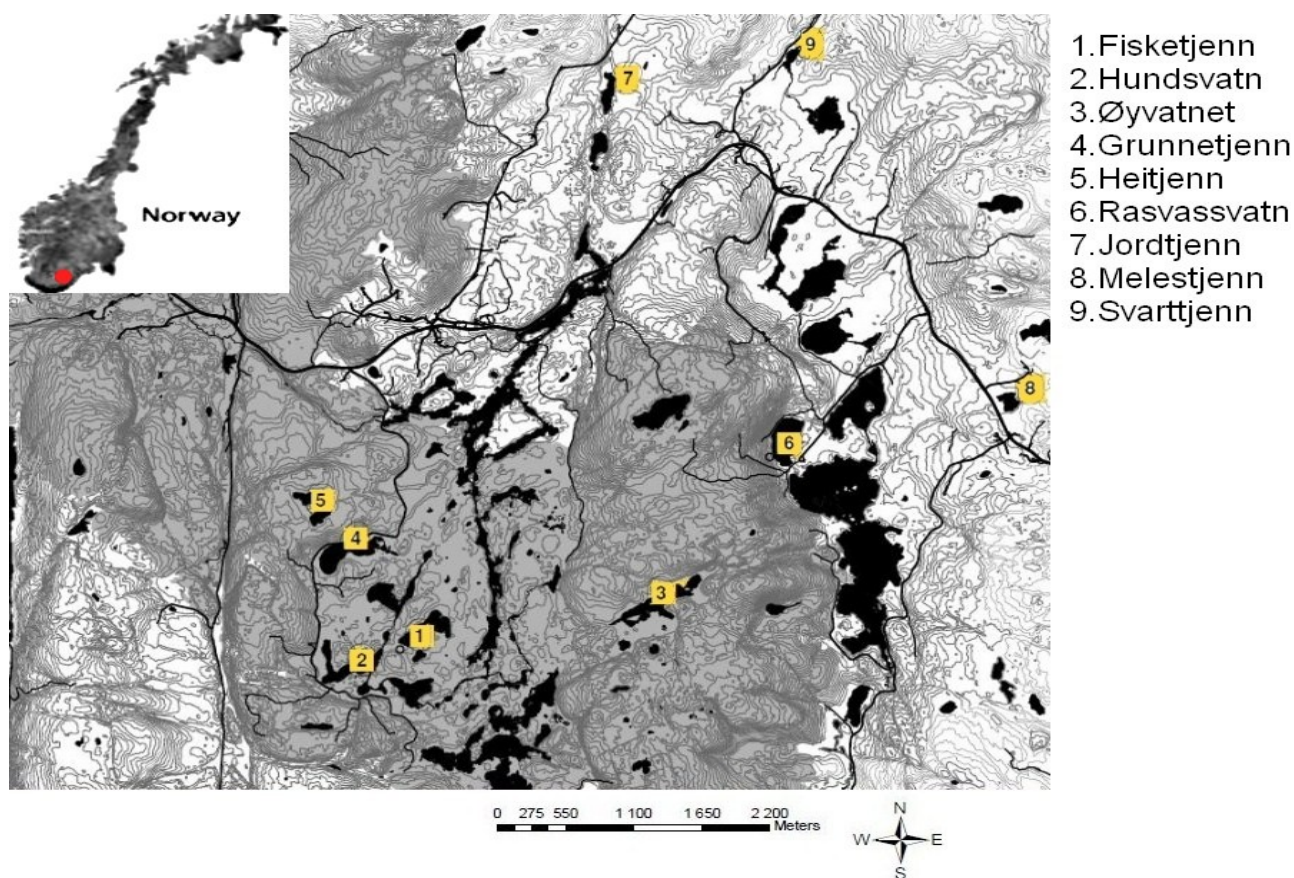 Norway
1.Fisketjenn
2.Hundsvatn
3.Øyvatnet
4.Grunnetjenn
5.Heitjenn
6.Rasvassvatn
7.Jordtjenn
8.Melestjenn
9.Svarttjenn
9
7
8
6
5
4
3
1
2
0 275 550 1 100 1 650 2 200
Meters
N
W E
S